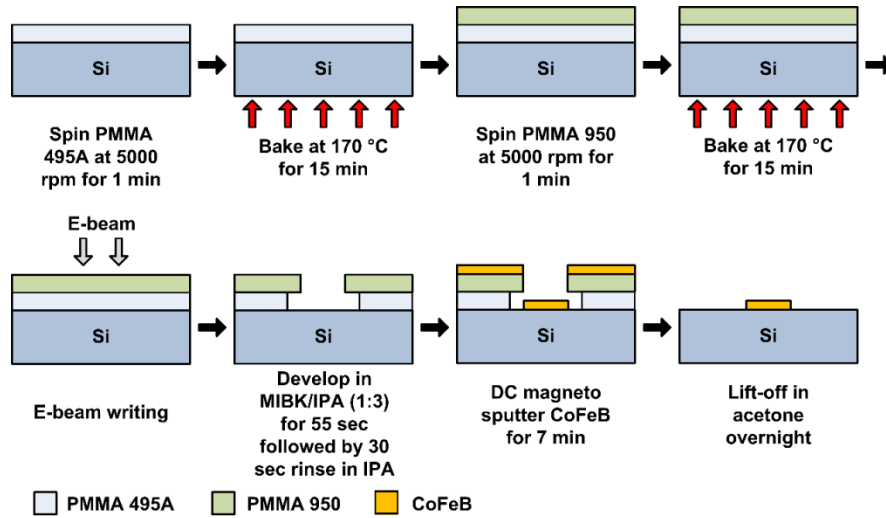 Si
Si
Si
Si
Spin PMMA
495A at 5000
rpm for 1 min
Bake at 170 °C
for 15 min
Spin PMMA 950
at 5000 rpm for
1 min
Bake at 170 °C
for 15 min
E-beam
Si
Si
Si
Si
E-beam writing
Develop in
MIBK/IPA (1:3)
for 55 sec
followed by 30
sec rinse in IPA
DC magneto
sputter CoFeB
for 7 min
Lift-off in
acetone
overnight
PMMA 495A
PMMA 950
CoFeB